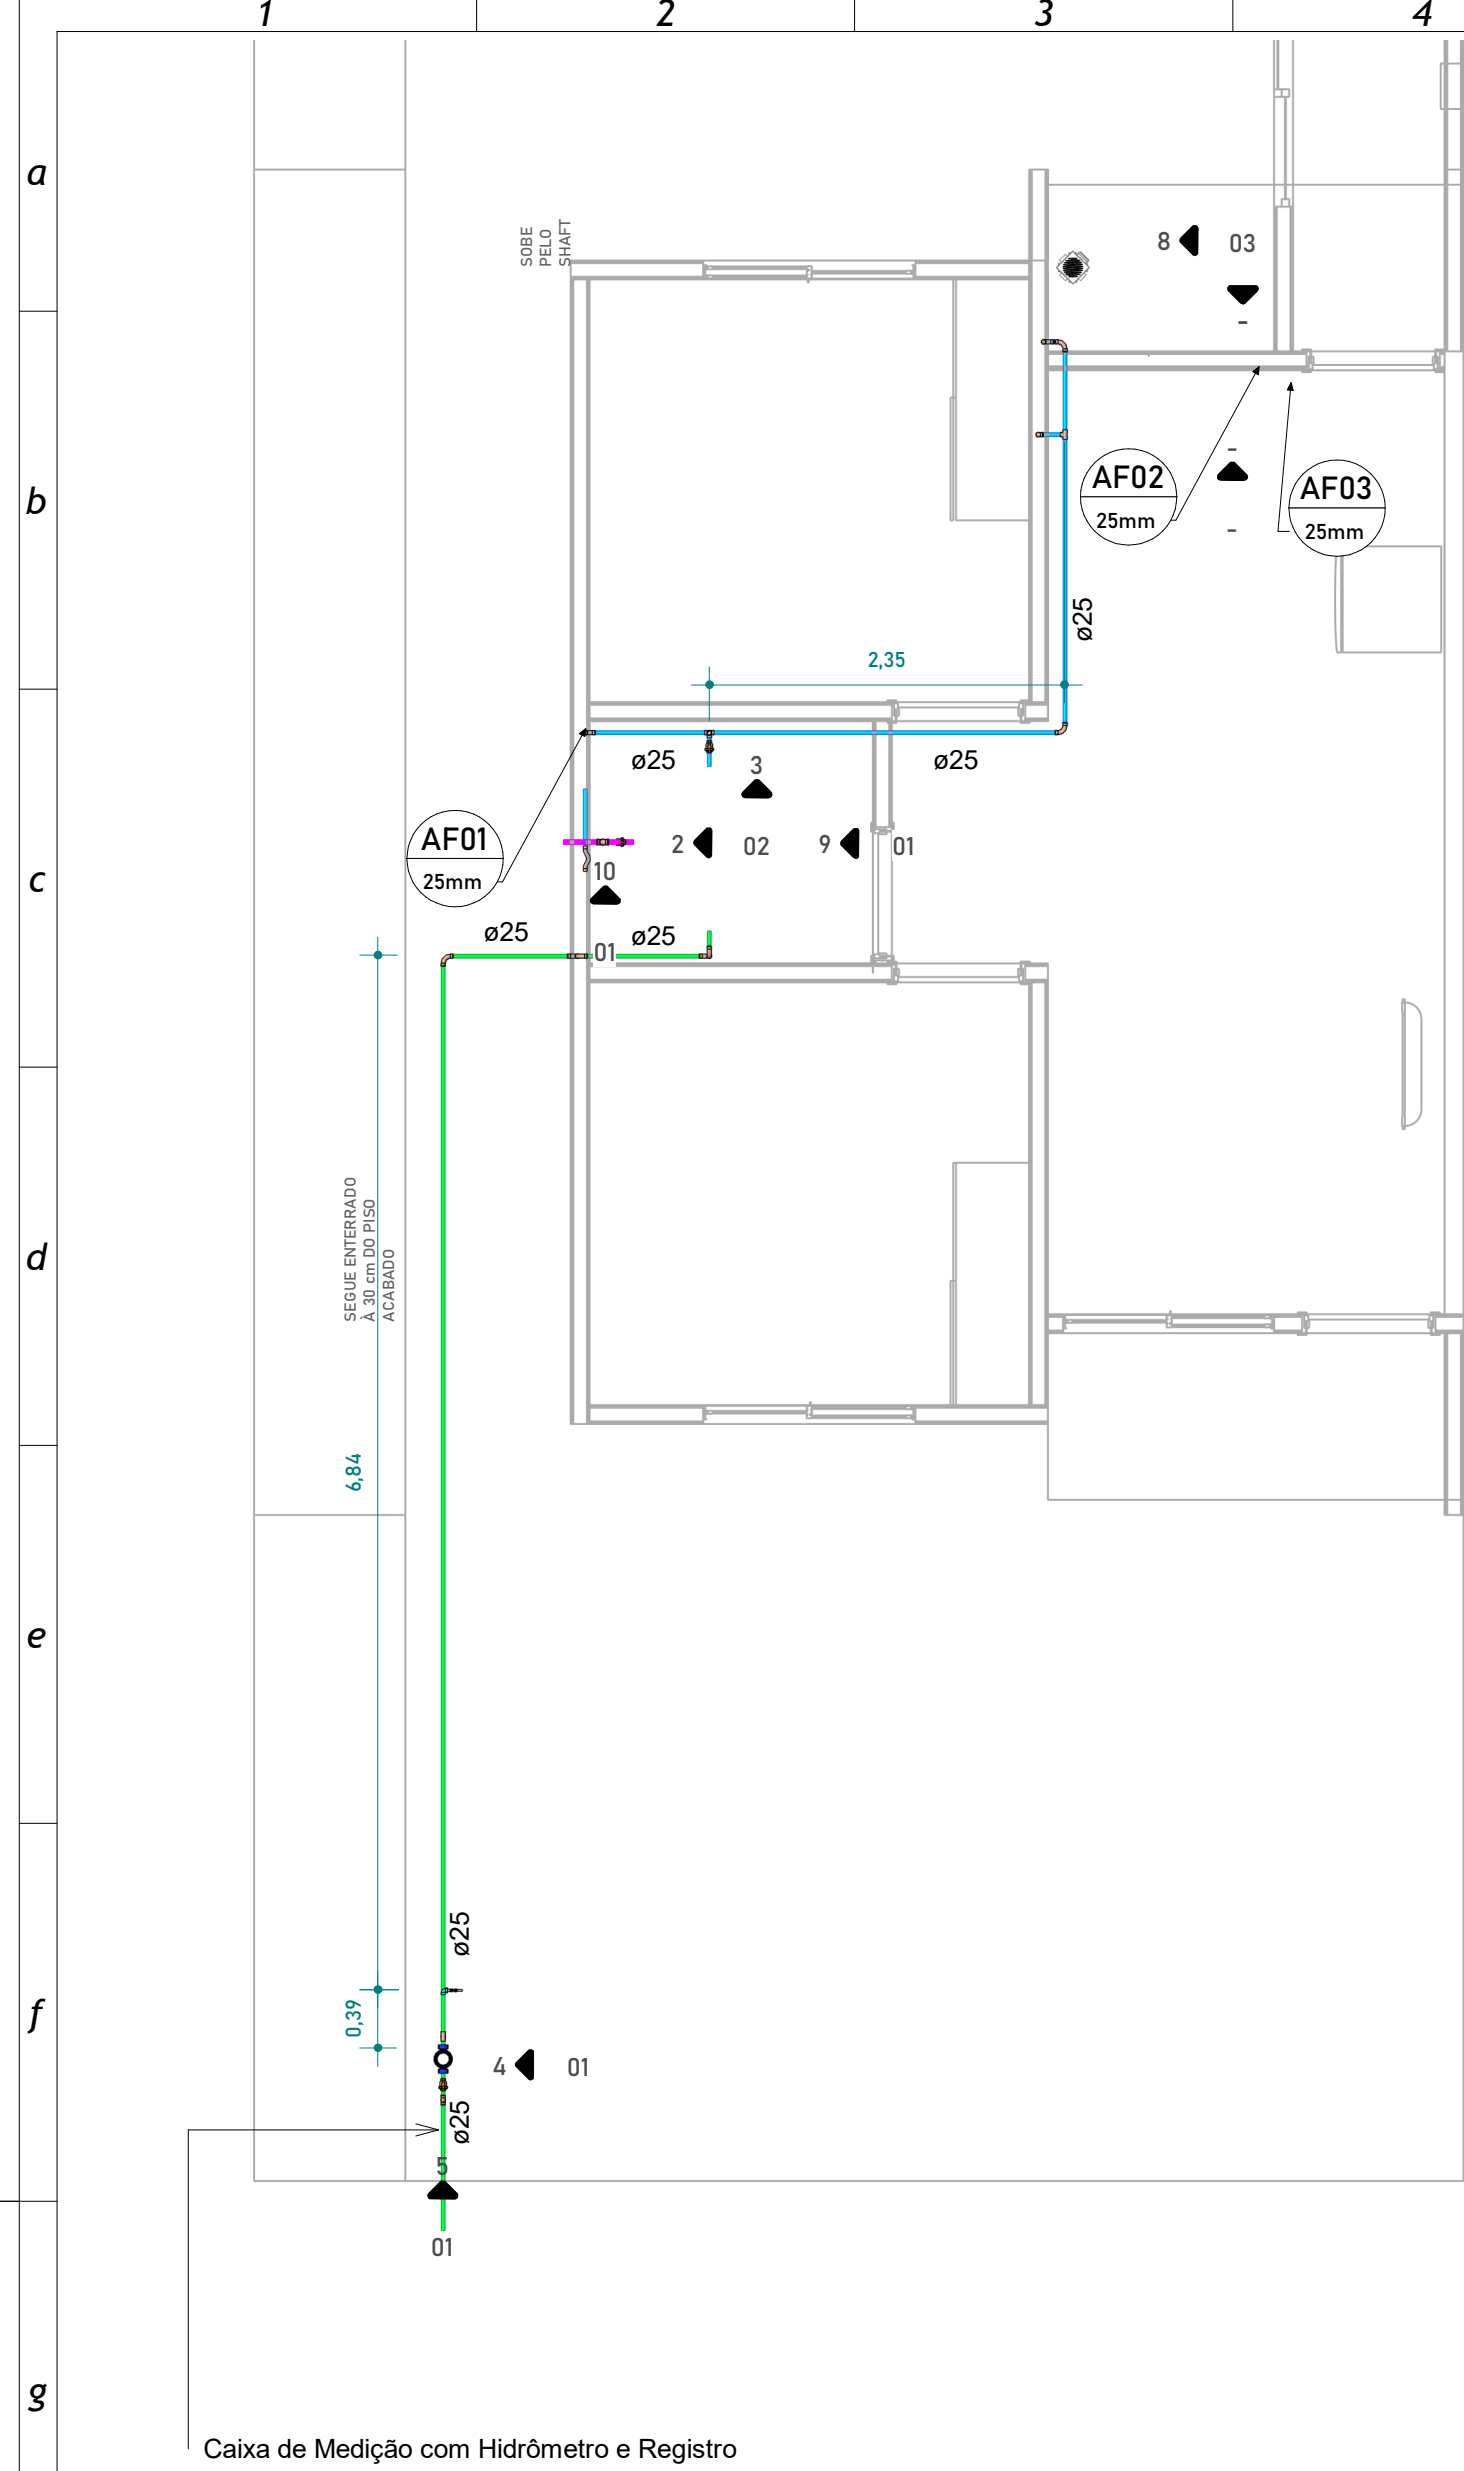 1
2
3
4
a
b
c
d
e
f
g
SOBE
PELO
SHAFT
8
03
-
-
-
AF02
25mm
AF03
25mm
ø25
2,35
ø25
ø25
3
AF01
25mm
2
02
9
01
10
ø25
ø25
01
SEGUE ENTERRADO
À 30 cm DO PISO
ACABADO
6,84
ø25
0,39
4
01
ø25
5
01
Caixa de Medição com Hidrômetro e Registro